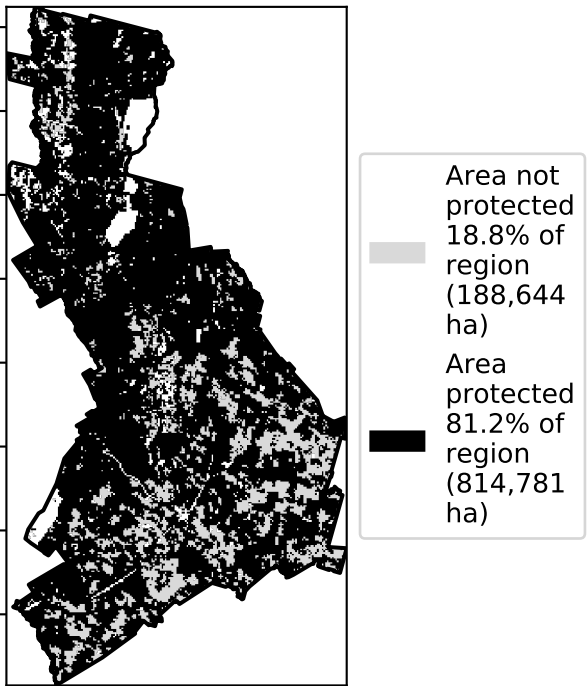 Area not
protected
18.8% of
region
(188,644
ha)
Area
protected
81.2% of
region
(814,781
ha)